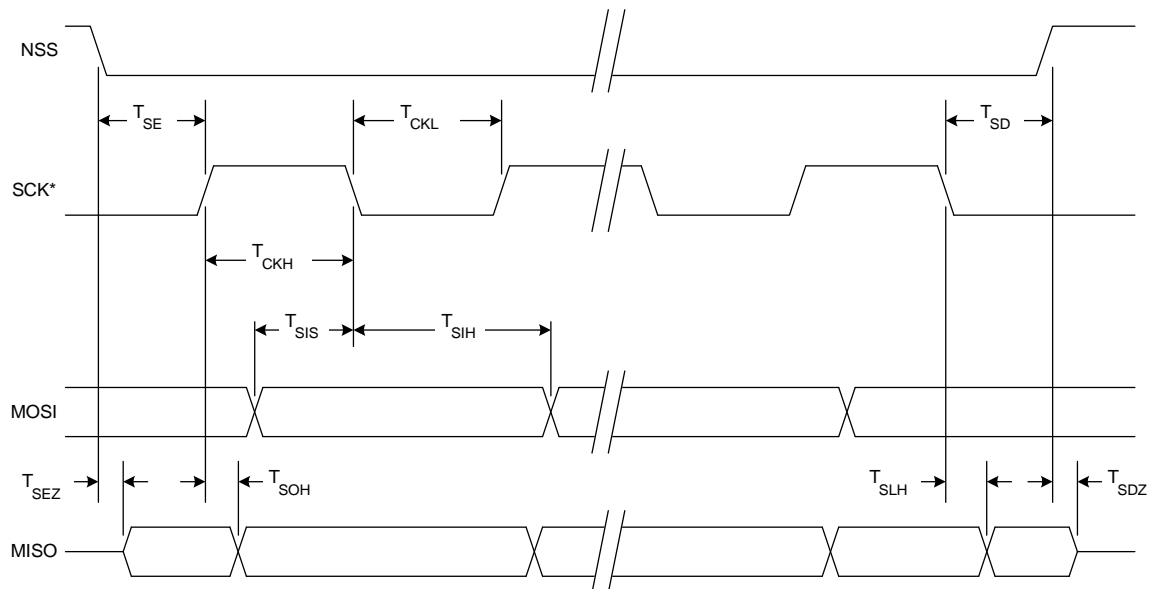 NSS
T_SE
T_CKL
T_SD
SCK*
T_CKH
T_SIS
T_SIH
MOSI
T_SEZ
T_SOH
T_SLH
T_SDZ
MISO